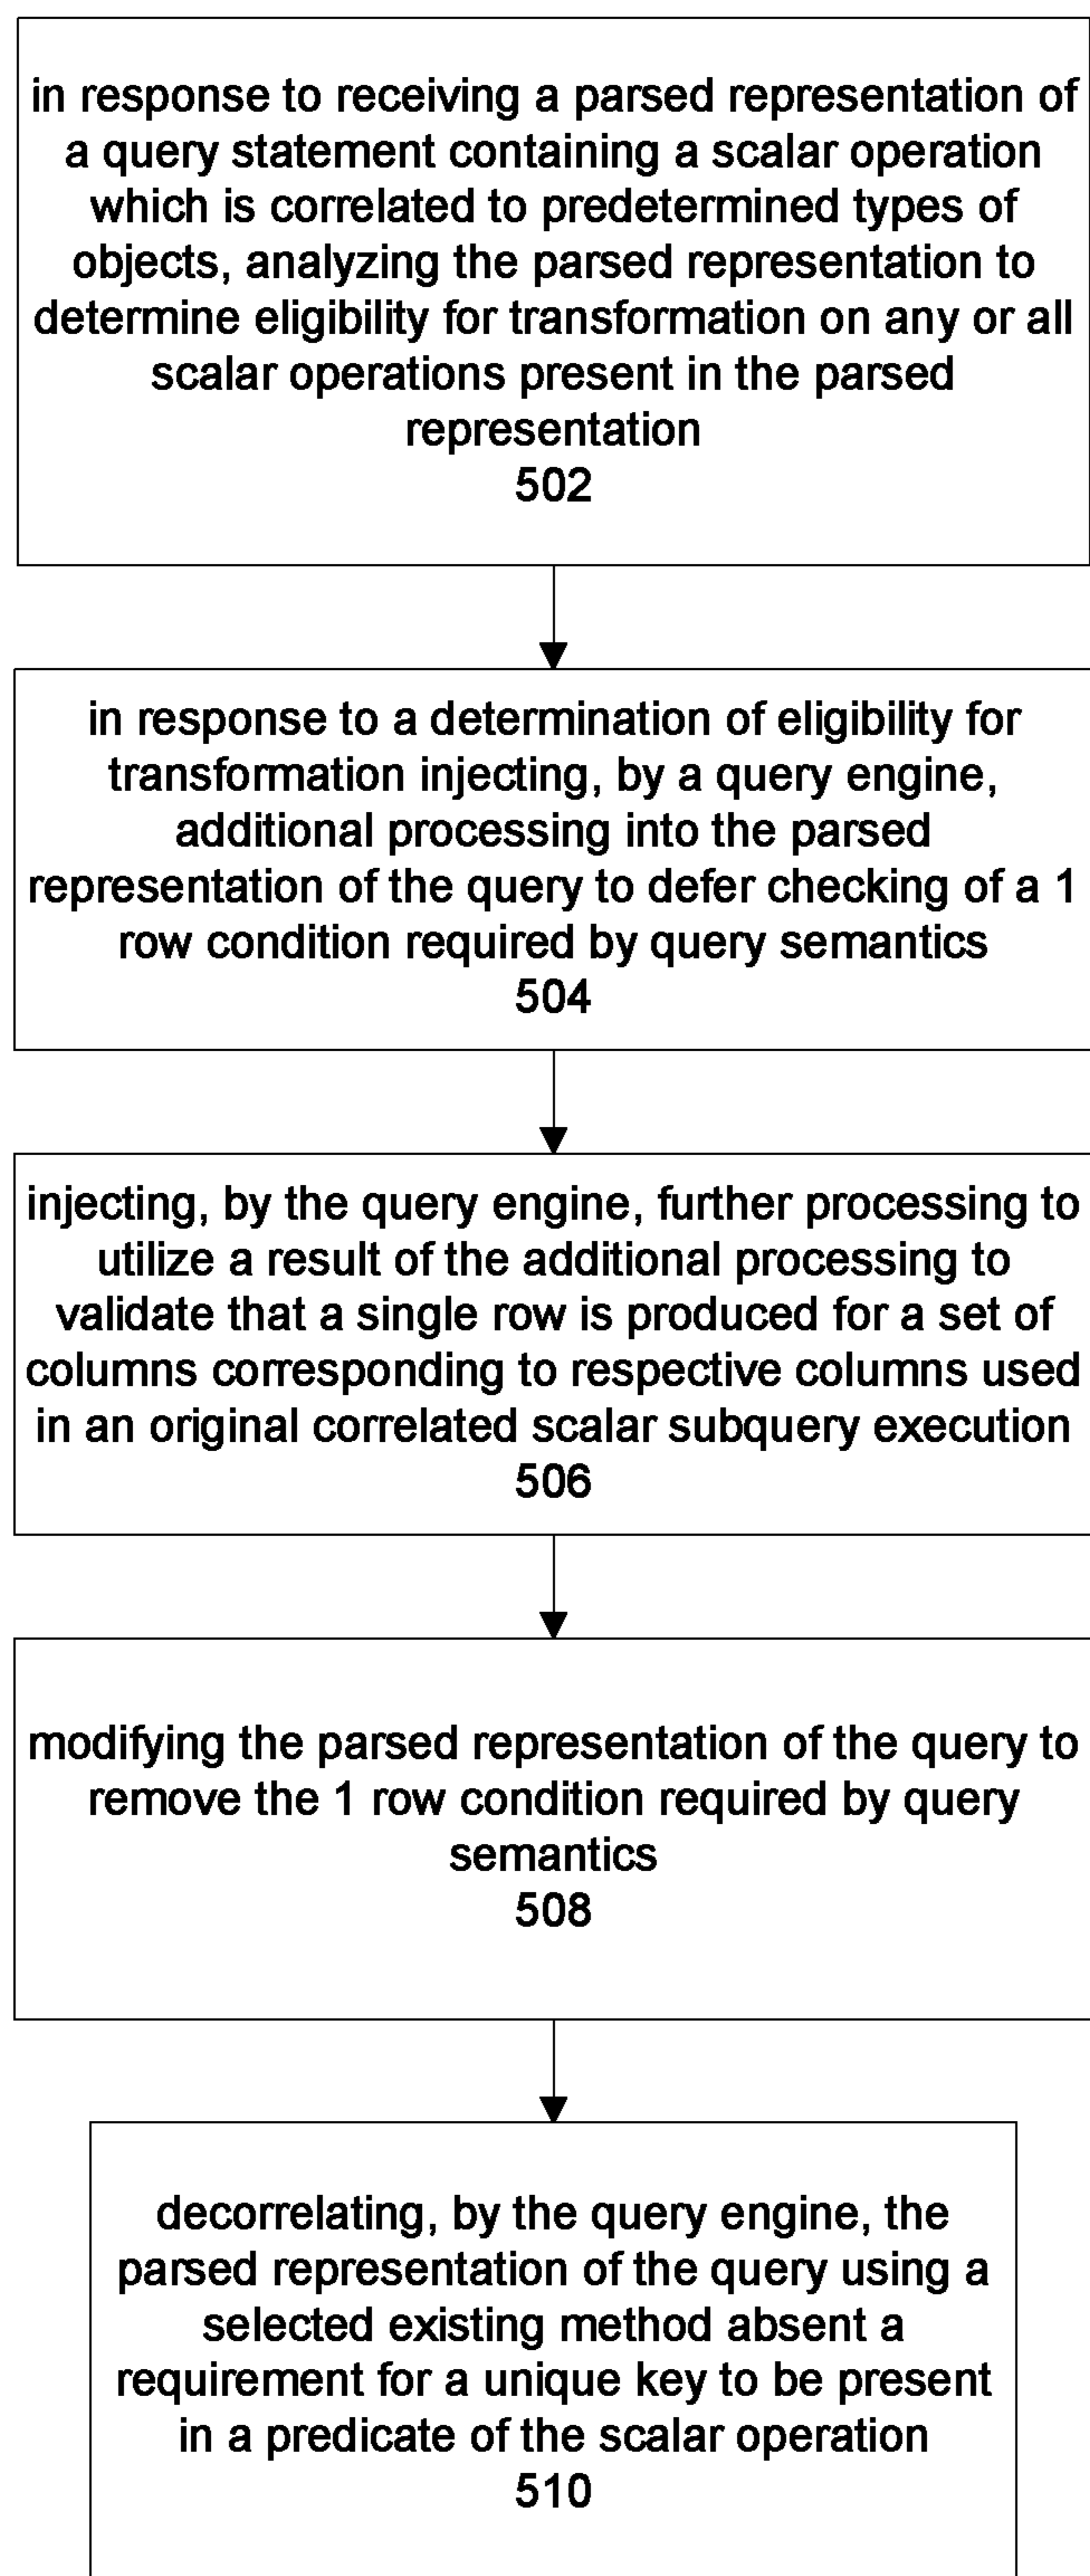 in response to receiving a parsed representation of
a query statement containing a scalar operation
which is correlated to predetermined types of
objects, analyzing the parsed representation to
determine eligibility for transformation on any or all
scalar operations present in the parsed
representation
502
in response to a determination of eligibility for
transformation injecting, by a query engine,
additional processing into the parsed
representation of the query to defer checking of a 1
row condition required by query semantics
504
injecting, by the query engine, further processing to
utilize a result of the additional processing to
validate that a single row is produced for a set of
columns corresponding to respective columns used
in an original correlated scalar subquery execution
506
modifying the parsed representation of the query to
remove the 1 row condition required by query
semantics
508
decorrelating, by the query engine, the
parsed representation of the query using a
selected existing method absent a
requirement for a unique key to be present
in a predicate of the scalar operation
510